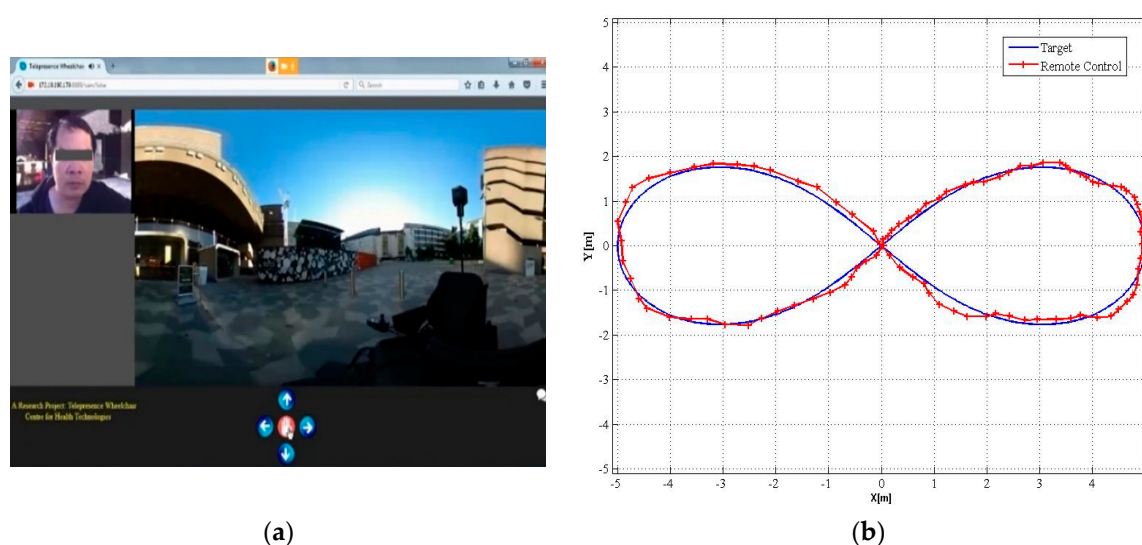 Telepresence Wheelchair
Search
A Research Project: Telepresence Wheelchair
Centre for Health Technologies
(a)
5
4
3
2
1
0
-1
-2
-3
-4
-5
Y[m]
-5 -4 -3 -2 -1 0 1 2 3 4
X[m]
Target
Remote Control
(b)